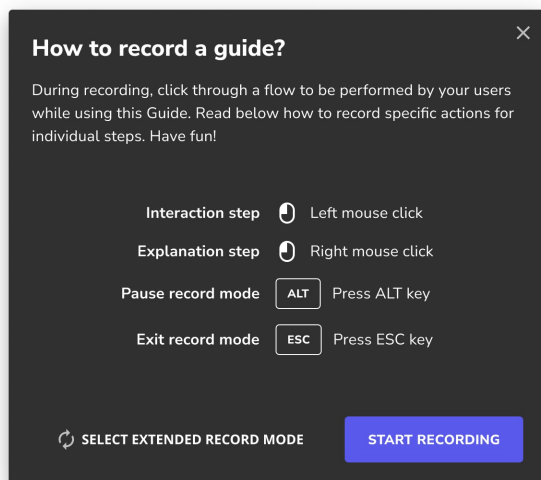 How to record a guide?
During recording, click through a flow to be performed by your users
while using this Guide. Read below how to record specific actions for
individual steps. Have fun!
Interaction step Left mouse click
Explanation step Right mouse click
Pause record mode ALT Press ALT key
Exit record mode ESC Press ESC key
SELECT EXTENDED RECORD MODE START RECORDING